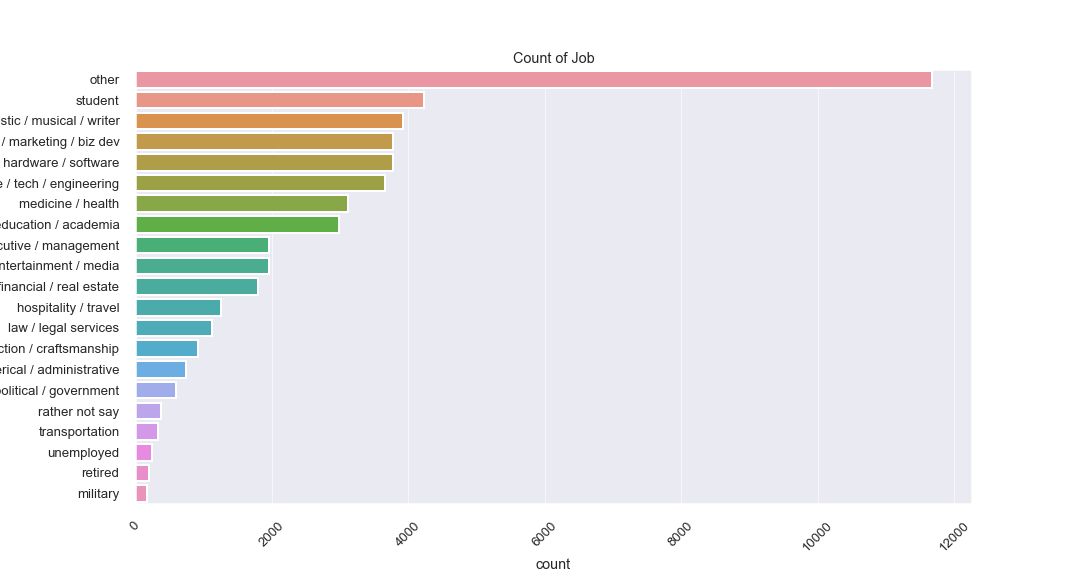 Count of Job
other
student
stic / musical / writer
/ marketing / biz dev
hardware / software
e / tech / engineering
medicine / health
education / academia
cutive / management
ntertainment / media
financial / real estate
hospitality / travel
law / legal services
ction / craftsmanship
erical / administrative
political / government
rather not say
transportation
unemployed
retired
military
0
2000
4000
6000
8000
10000
12000
count